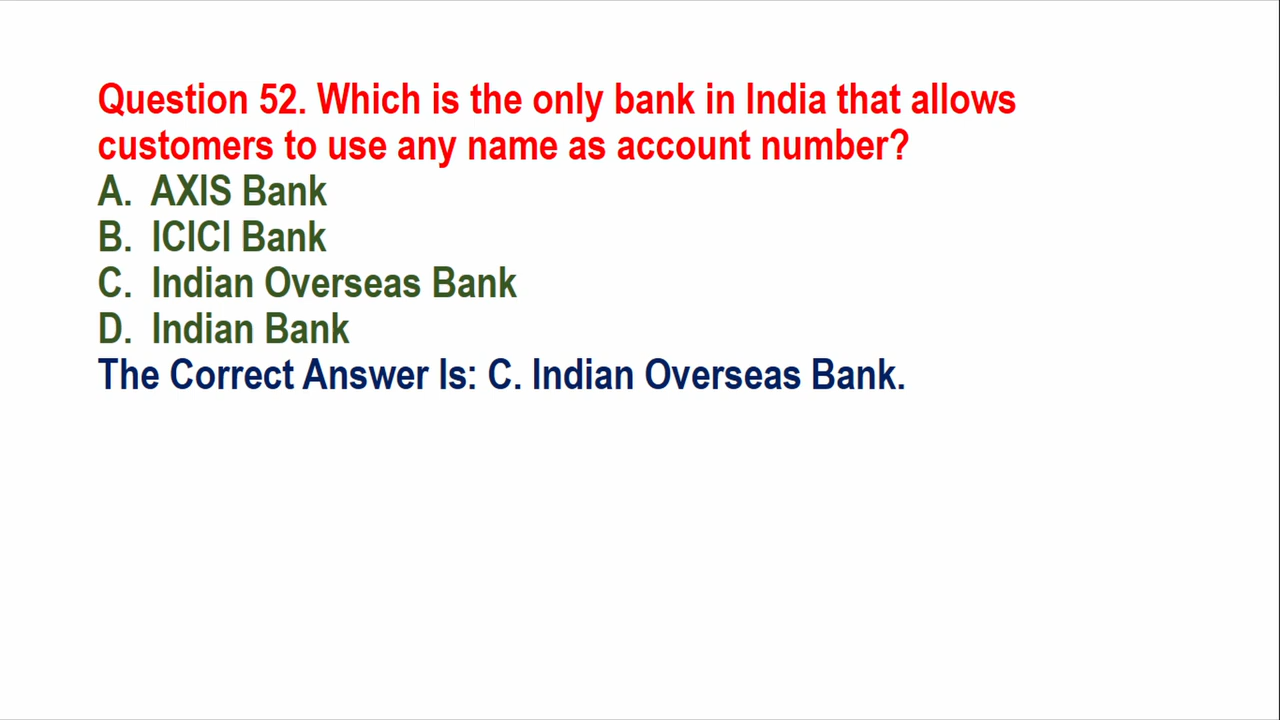 Question 52. Which is the only bank in India that allows
customers to use any name as account number?
A. AXIS Bank
B. ICICI Bank
C. Indian Overseas Bank
D. Indian Bank
The Correct Answer Is: C. Indian Overseas Bank.